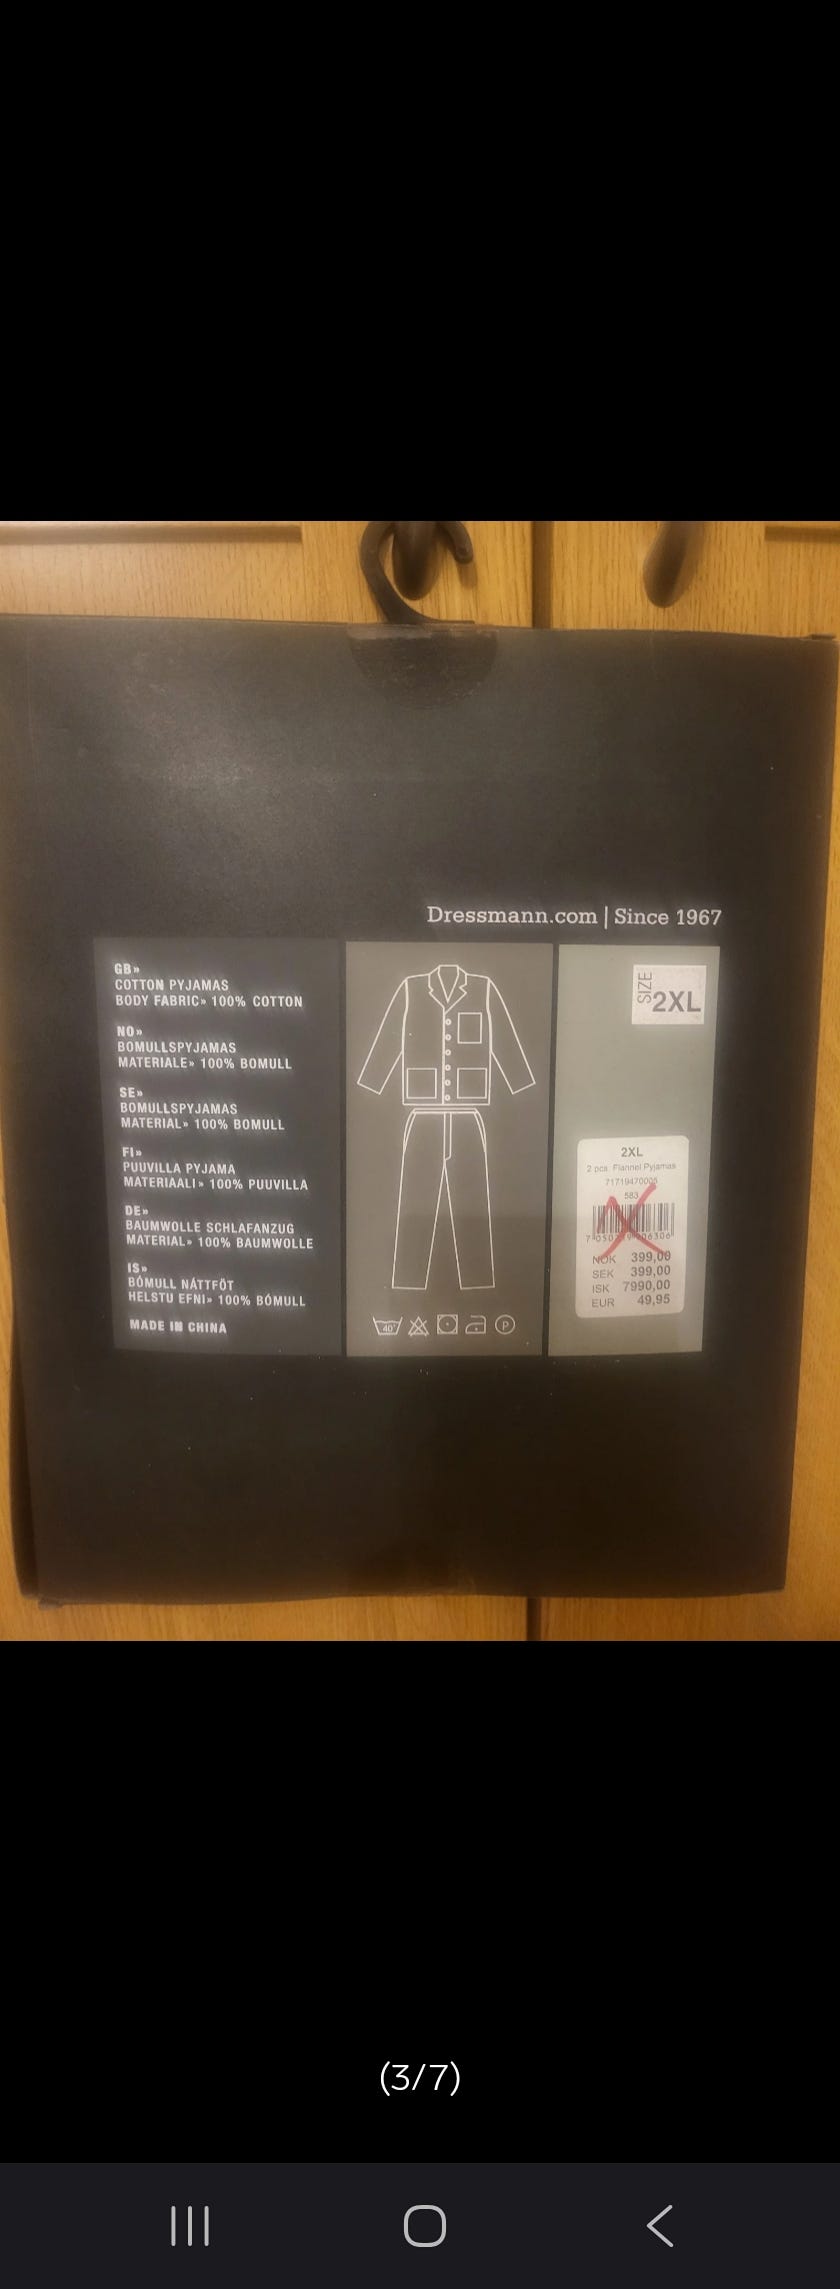 Dressmann.com | Since 1967
GB»
COTTON PYJAMAS
BODY FABRIC» 100% COTTON
NO»
BOMULLSPYJAMAS
MATERIALE» 100% BOMULL
SE»
BOMULLSPYJAMAS
MATERIAL» 100% BOMULL
FI»
PUUVILLA PYJAMA
MATERIAALI» 100% PUUVILLA
DE»
BAUMWOLLE SCHLAFANZUG
MATERIAL» 100% BAUMWOLLE
IS»
BÓMULL NÁTTFÖT
HELSTU EFNI» 100% BÓMULL
MADE IN CHINA
40°
P
SIZE
2XL
2XL
2 pcs Flannel Pyjamas
71719470005
583
NOK 399,00
SEK 399,00
ISK 7990,00
EUR 49,95
(3/7)